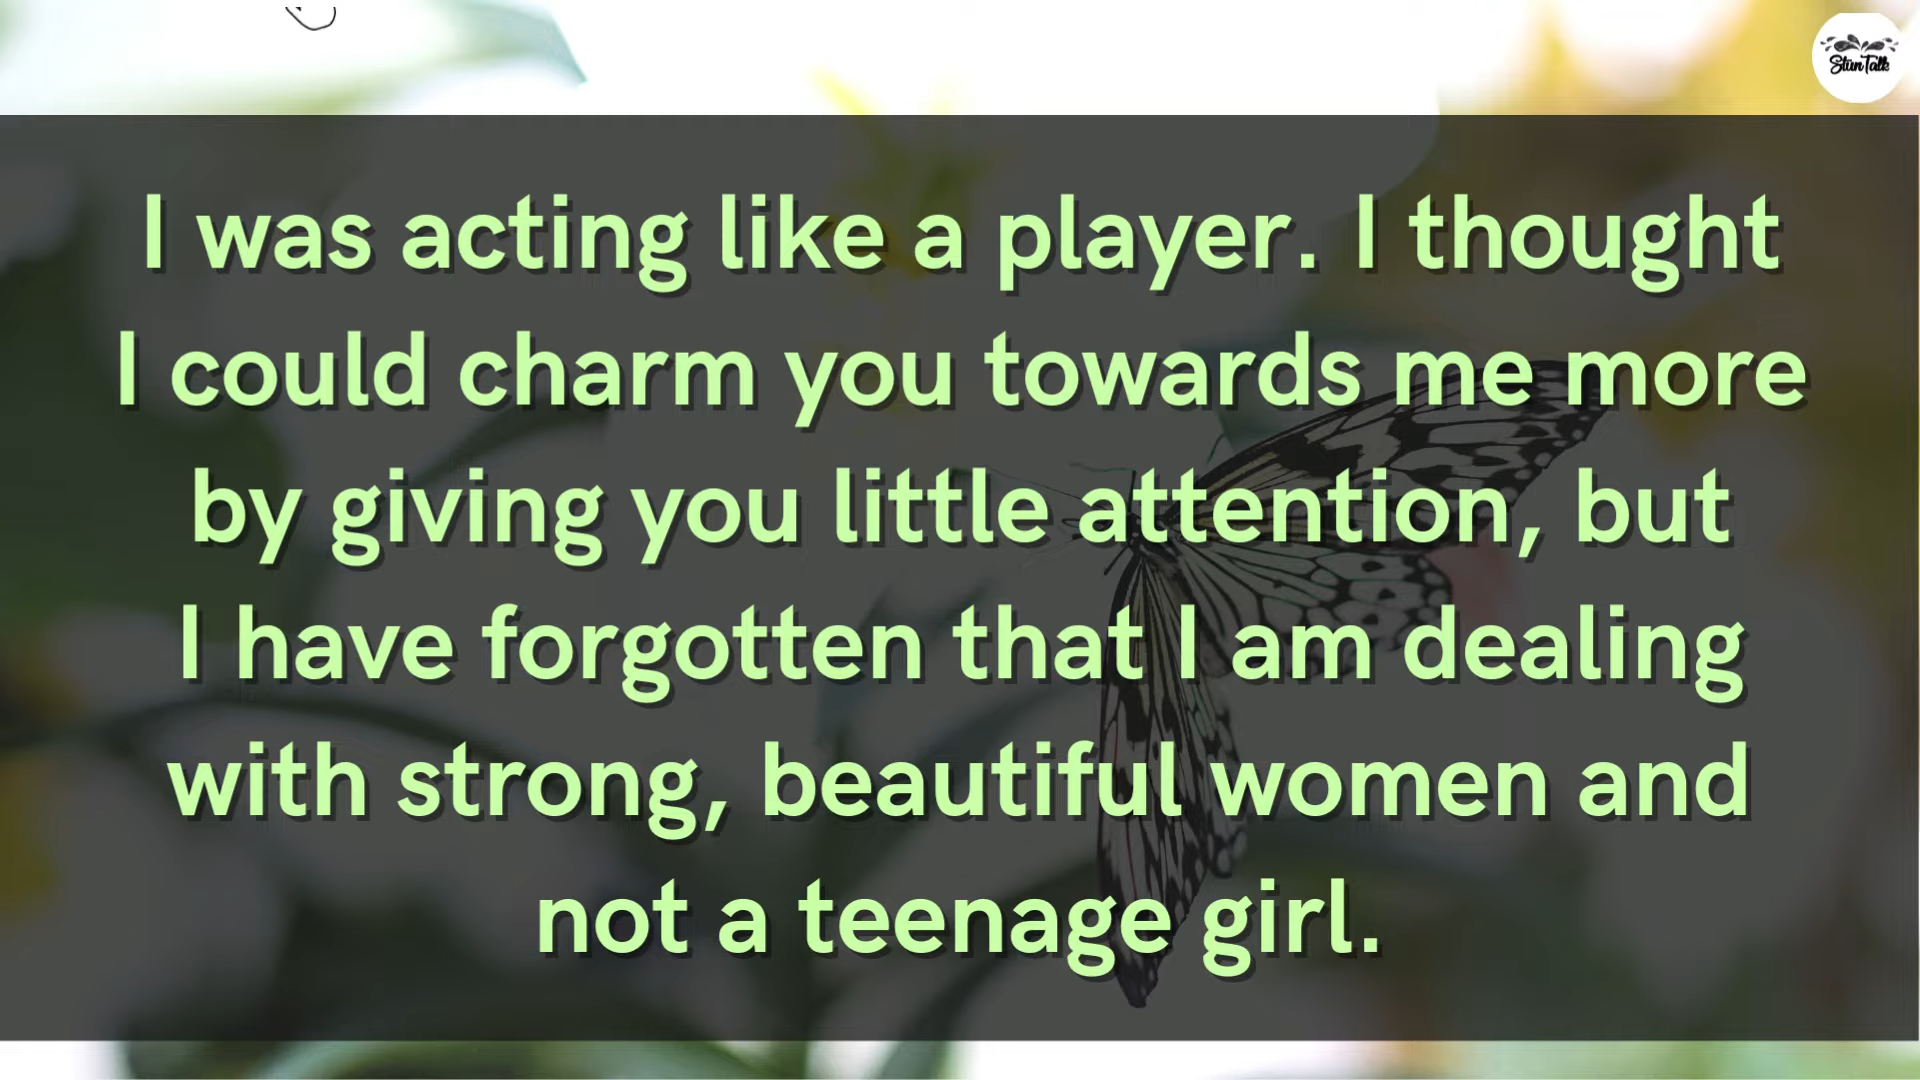 StunTalk
I was acting like a player. I thought
I could charm you towards me more
by giving you little attention, but
I have forgotten that I am dealing
with strong, beautiful women and
not a teenage girl.